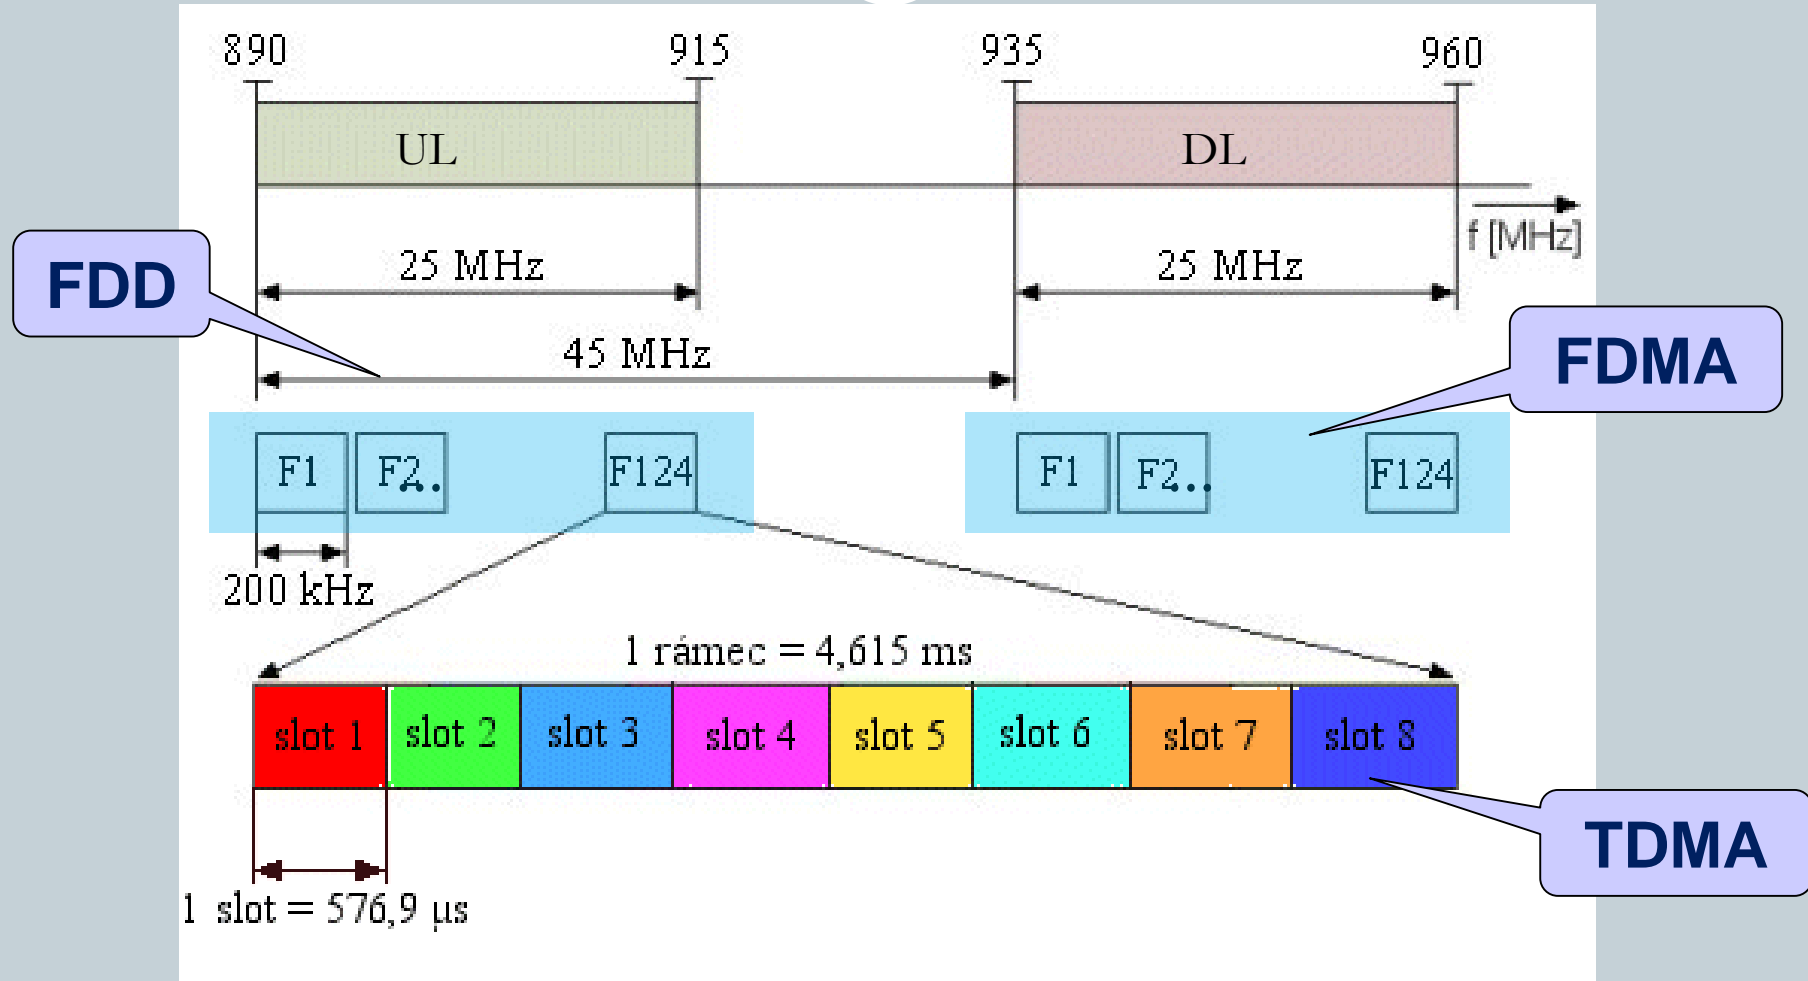 890 915 935 960
UL DL
f [MHz]
25 MHz 25 MHz
FDD
45 MHz
FDMA
F1 F2... F124 F1 F2... F124
200 kHz
1 rámec = 4,615 ms
slot 1 slot 2 slot 3 slot 4 slot 5 slot 6 slot 7 slot 8
TDMA
1 slot = 576,9 µs